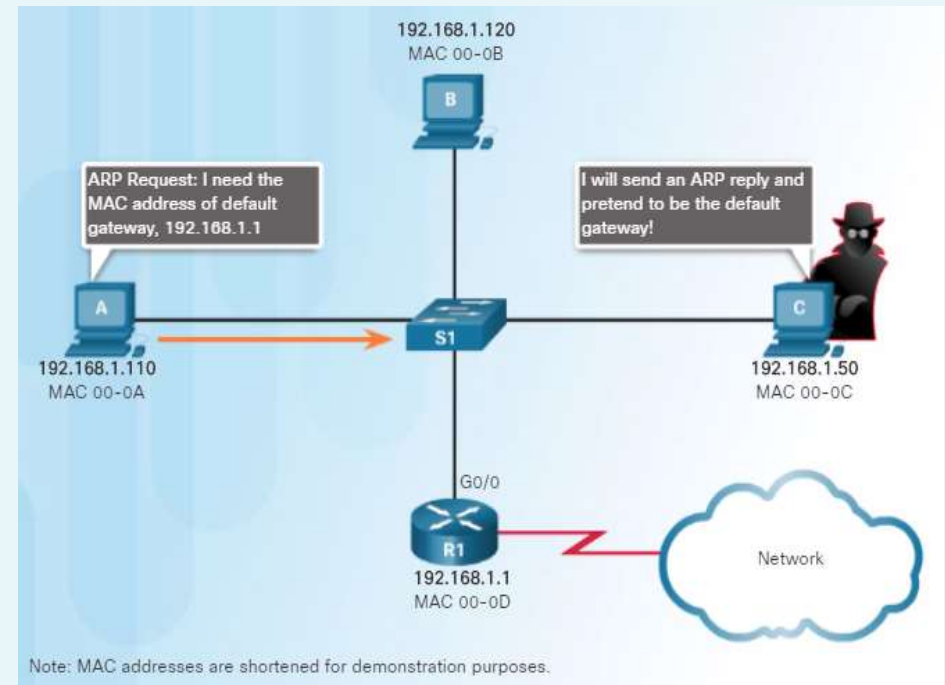 192.168.1.120
MAC 00-0B
B
ARP Request: I need the
MAC address of default
gateway, 192.168.1.1
I will send an ARP reply and
pretend to be the default
gateway!
A
S1
C
192.168.1.110
MAC 00-0A
192.168.1.50
MAC 00-0C
G0/0
R1
192.168.1.1
MAC 00-0D
Network
Note: MAC addresses are shortened for demonstration purposes.